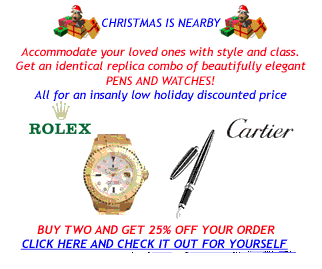 CHRISTMAS IS NEARBY
Accommodate your loved ones with style and class.
Get an identical replica combo of beautifully elegant
PENS AND WATCHES!
All for an insanly low holiday discounted price
ROLEX
Cartier
BUY TWO AND GET 25% OFF YOUR ORDER
CLICK HERE AND CHECK IT OUT FOR YOURSELF